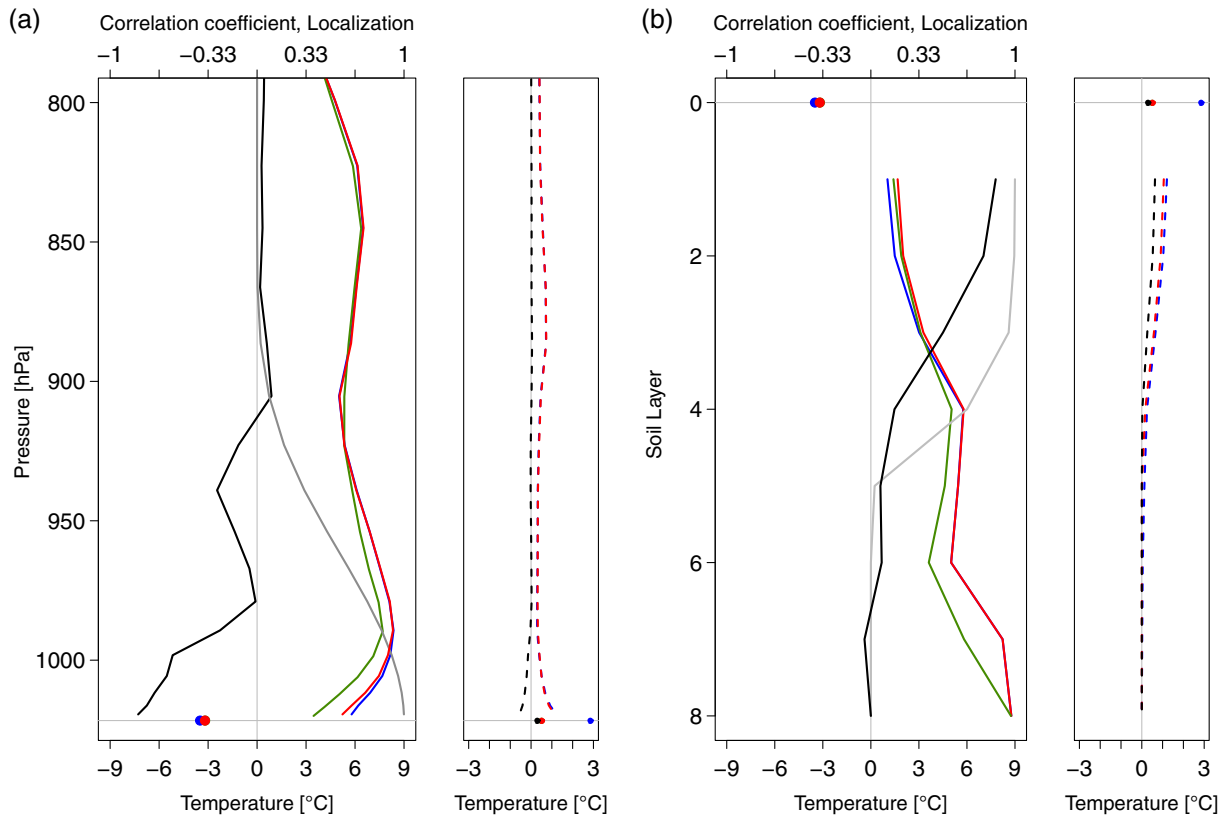 (a)
Correlation coefficient, Localization
−1 −0.33 0.33 1
800
850
900
950
1000
Pressure [hPa]
−9 −3 0 3 6 9
Temperature [°C]
−3 0 3
Temperature [°C]
(b)
Correlation coefficient, Localization
−1 −0.33 0.33 1
0
2
4
6
8
Soil Layer
−9 −3 0 3 6 9
Temperature [°C]
−3 0 3
Temperature [°C]